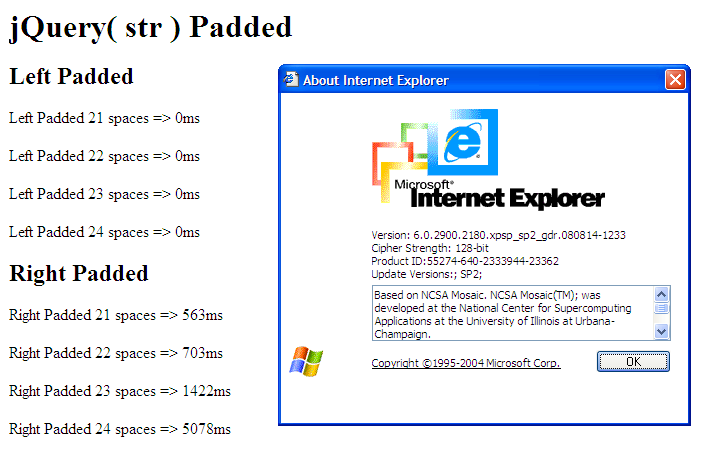 jQuery( str ) Padded
Left Padded
Left Padded 21 spaces => 0ms
Left Padded 22 spaces => 0ms
Left Padded 23 spaces => 0ms
Left Padded 24 spaces => 0ms
Right Padded
Right Padded 21 spaces => 563ms
Right Padded 22 spaces => 703ms
Right Padded 23 spaces => 1422ms
Right Padded 24 spaces => 5078ms
About Internet Explorer
Microsoft®
Internet Explorer
Version: 6.0.2900.2180.xpsp_sp2_gdr.080814-1233
Cipher Strength: 128-bit
Product ID:55274-640-2333944-23362
Update Versions:; SP2;
Based on NCSA Mosaic. NCSA Mosaic(TM); was
developed at the National Center for Supercomputing
Applications at the University of Illinois at Urbana-
Champaign.
Copyright ©1995-2004 Microsoft Corp.
OK